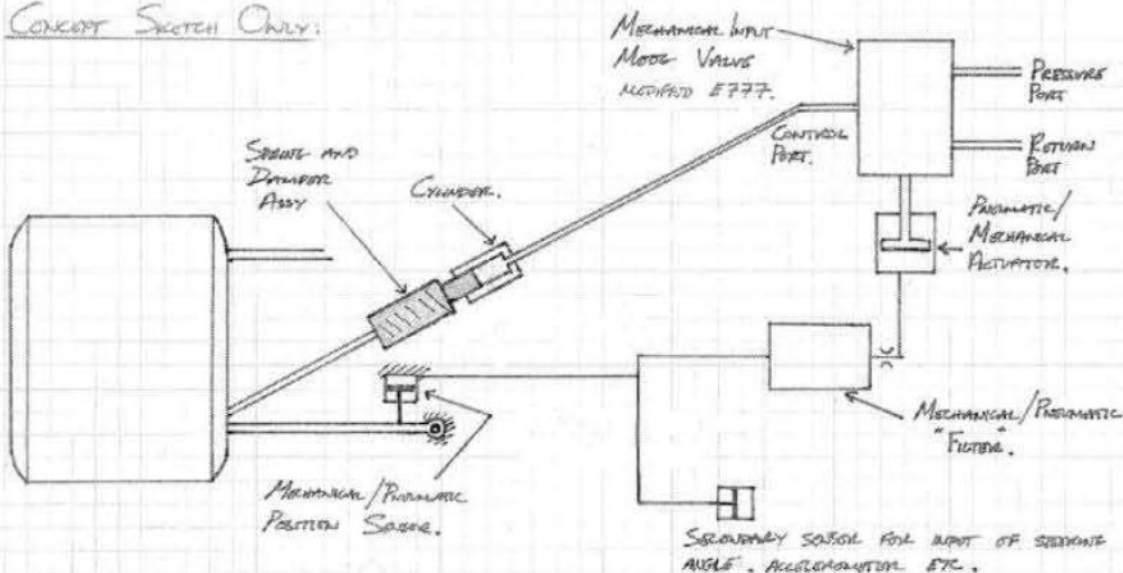 CONCEPT SKETCH ONLY:
MECHANICAL INPUT
MOOG VALVE
MODIFIED E777.
PRESSURE
PORT
CONTROL
PORT.
RETURN
PORT
SPRING AND
DAMPER
ASSY
CYLINDER.
PNEUMATIC/
MECHANICAL
ACTUATOR.
MECHANICAL/PNEUMATIC
"FILTER".
MECHANICAL/PNEUMATIC
POSITION SENSOR.
SECONDARY SENSOR FOR INPUT OF STEERING
ANGLE, ACCELEROMETOR ETC.